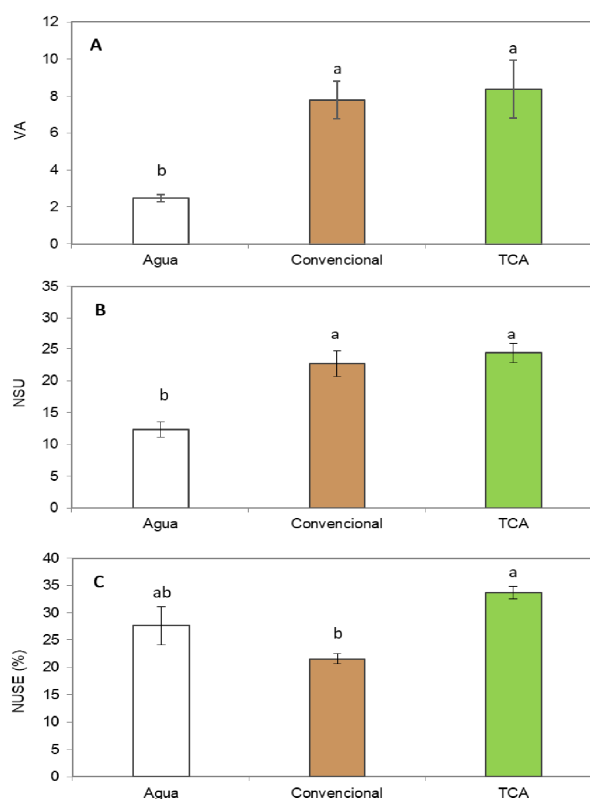 12
A
a
a
10
8
VA
6
b
4
2
0
Agua Convencional TCA
35
B
30
a
a
25
NSU
20
b
15
10
5
0
Agua Convencional TCA
40
C
a
35
ab
30
b
25
NUSE (%)
20
15
10
5
0
Agua Convencional TCA